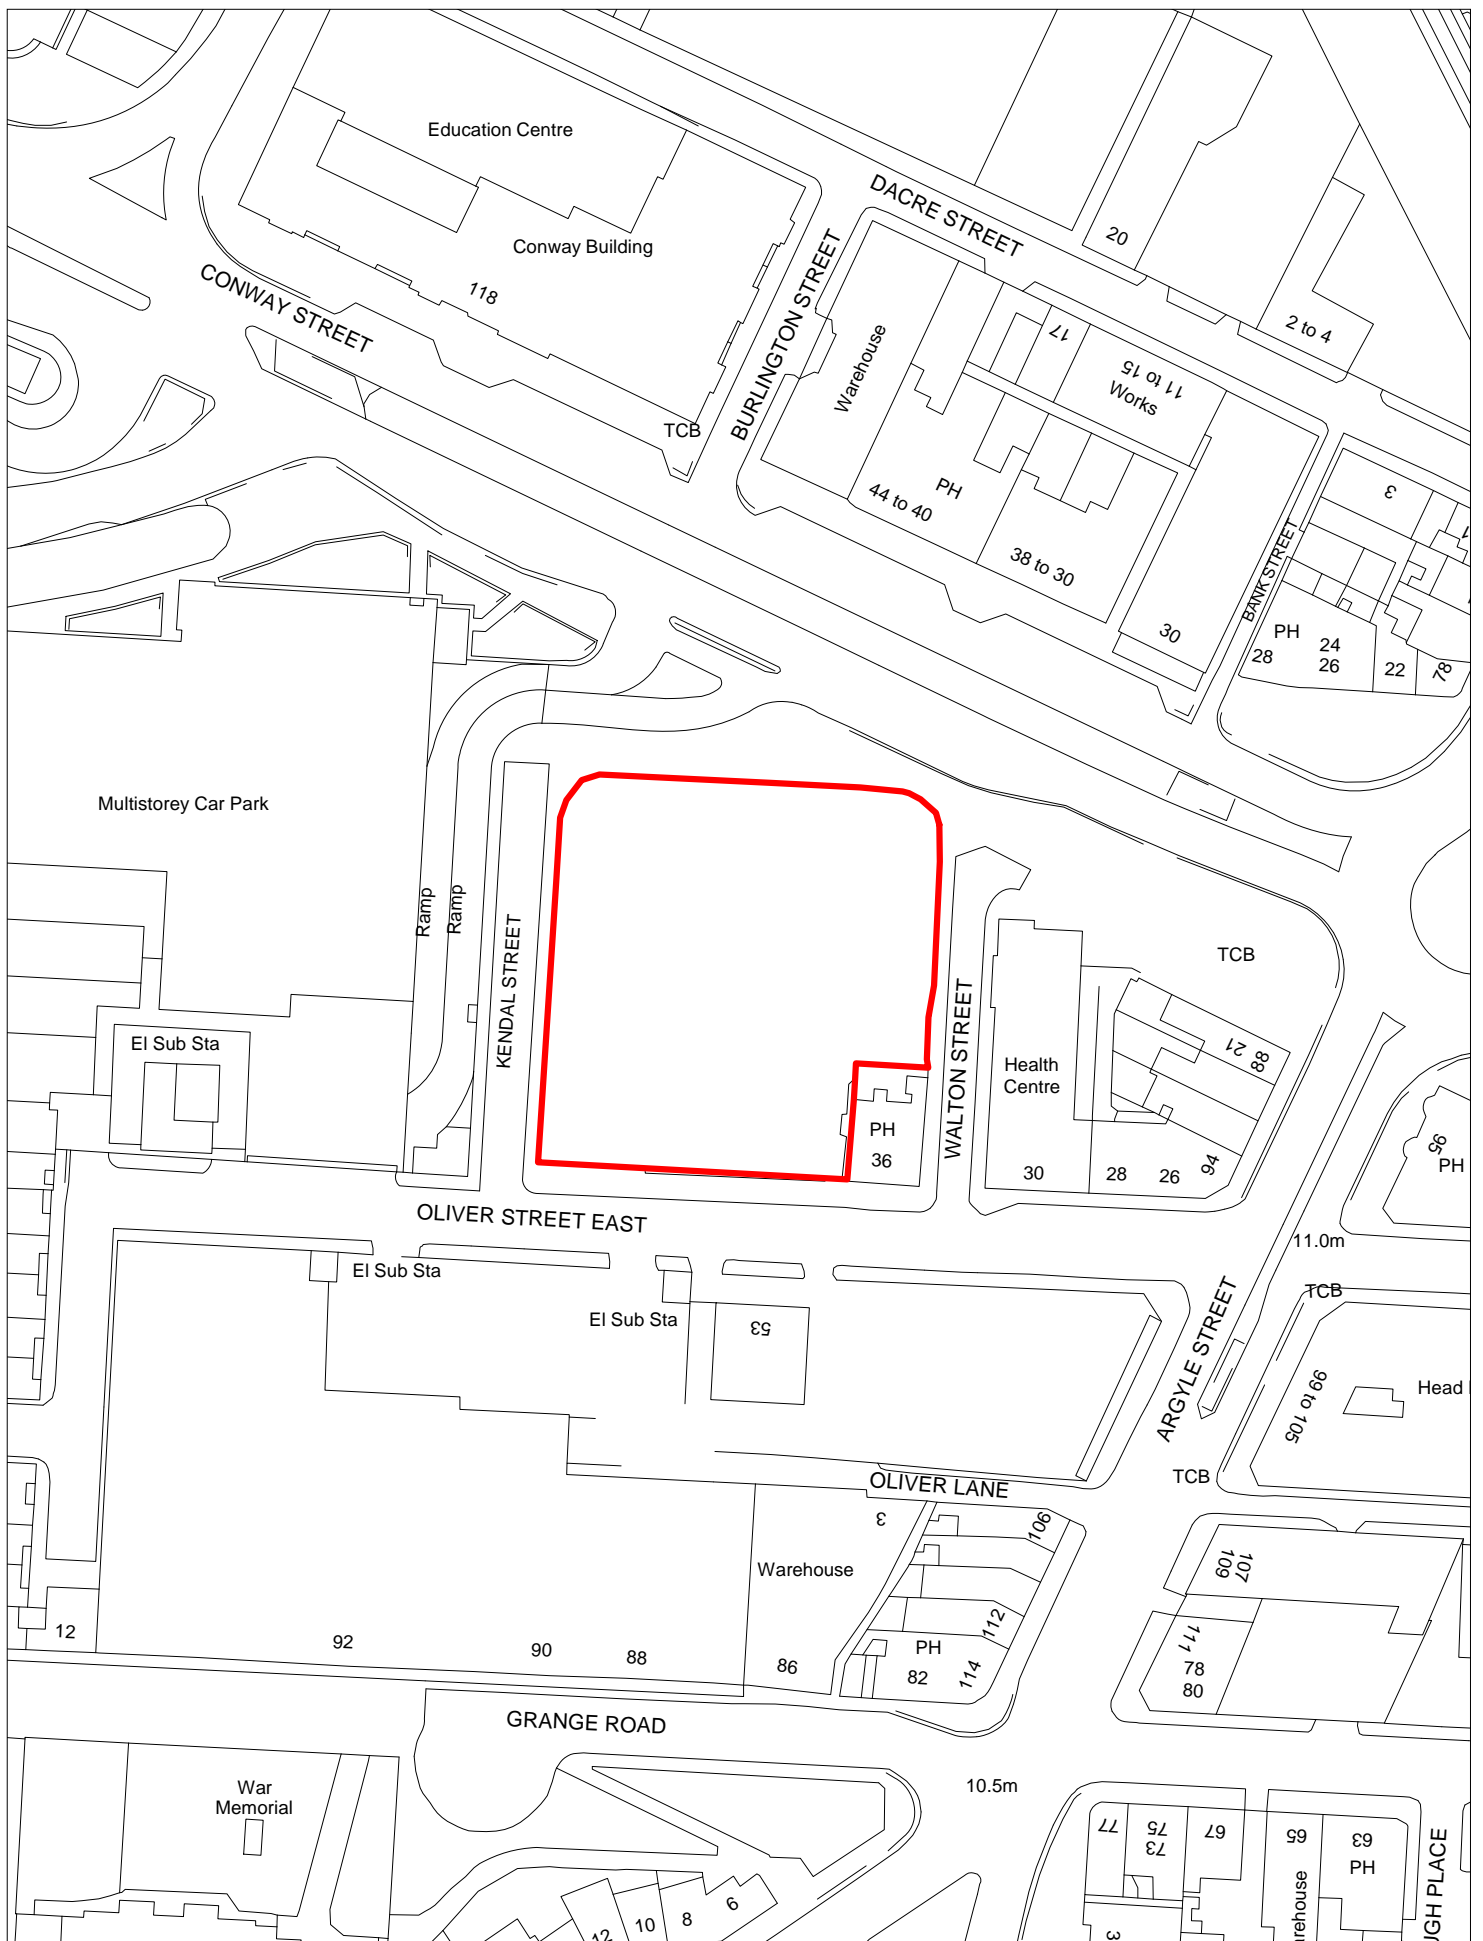 Education Centre
Conway Building
118
CONWAY STREET
TCB
BURLINGTON STREET
DACRE STREET
20
2 to 4
Warehouse
17
11 to 15
Works
44 to 40
PH
38 to 30
30
BANK STREET
3
PH
28
24
26
22
78
Multistorey Car Park
Ramp
Ramp
KENDAL STREET
WALTON STREET
TCB
El Sub Sta
Health
Centre
21
88
PH
36
30
28
26
94
95
PH
OLIVER STREET EAST
11.0m
El Sub Sta
El Sub Sta
53
TCB
ARGYLE STREET
99 to 105
Head
TCB
OLIVER LANE
3
106
Warehouse
107
109
112
111
12
92
90
88
86
PH
82
114
78
80
GRANGE ROAD
10.5m
War
Memorial
77
75
73
67
65
63
PH
12
10
8
6
3
arehouse
UGH PLACE